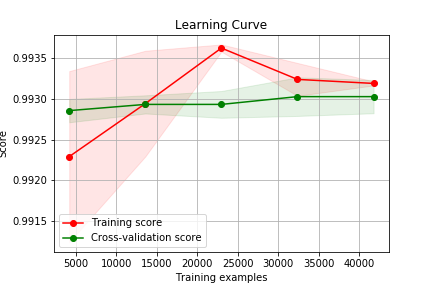 Learning Curve
0.9935
0.9930
0.9925
0.9920
0.9915
Score
Training score
Cross-validation score
5000 10000 15000 20000 25000 30000 35000 40000
Training examples